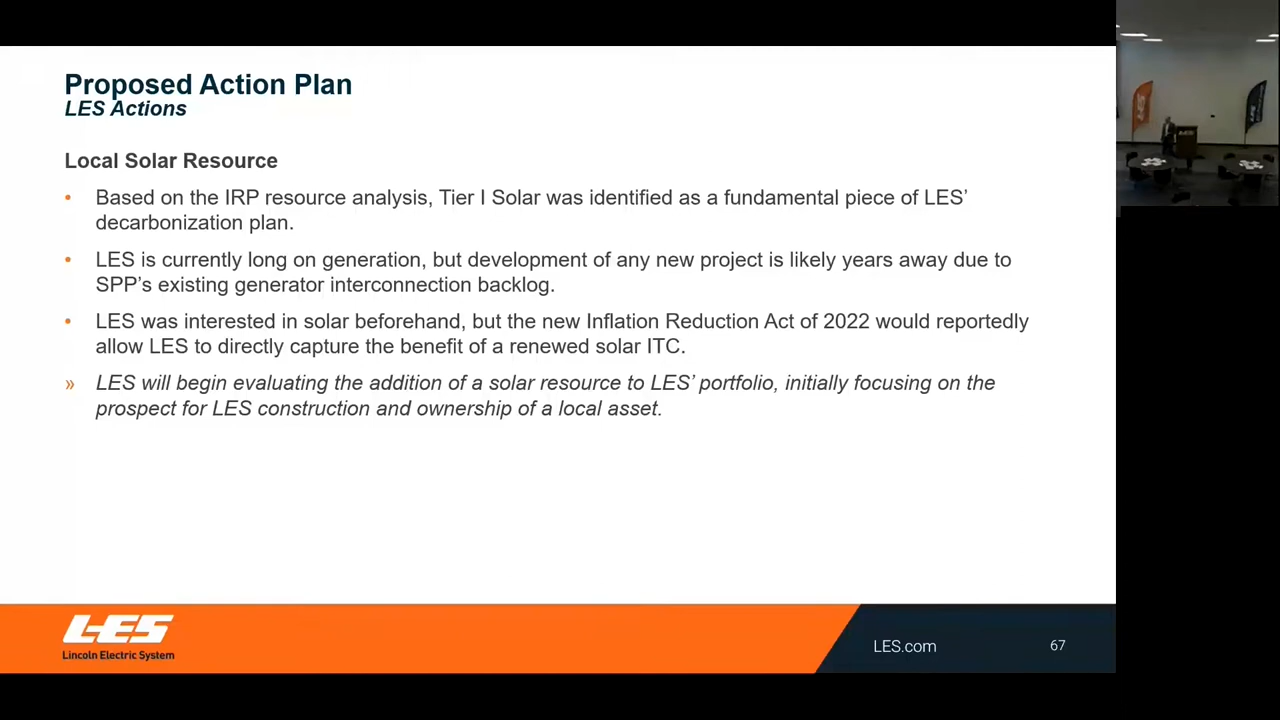 Proposed Action Plan
LES Actions
Local Solar Resource
• Based on the IRP resource analysis, Tier I Solar was identified as a fundamental piece of LES’
decarbonization plan.
• LES is currently long on generation, but development of any new project is likely years away due to
SPP’s existing generator interconnection backlog.
• LES was interested in solar beforehand, but the new Inflation Reduction Act of 2022 would reportedly
allow LES to directly capture the benefit of a renewed solar ITC.
» LES will begin evaluating the addition of a solar resource to LES’ portfolio, initially focusing on the
prospect for LES construction and ownership of a local asset.
LES
Lincoln Electric System
LES.com
67